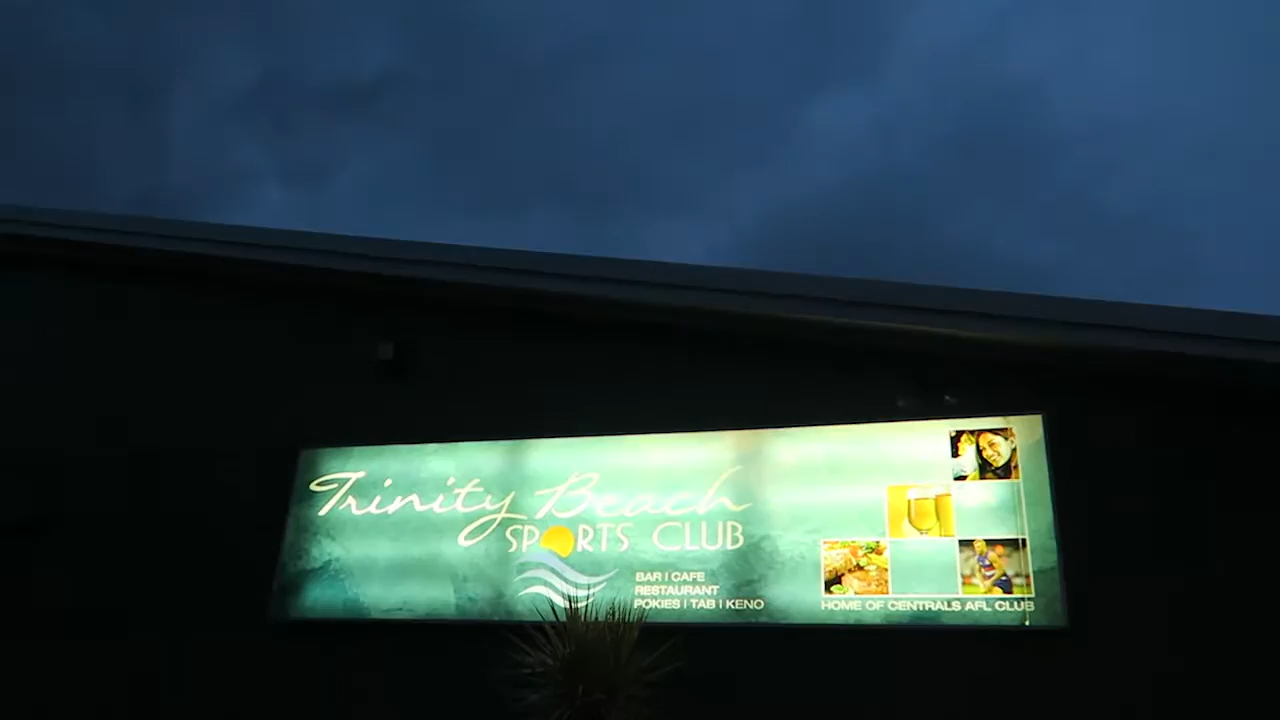 Trinity Beach
SPORTS CLUB
BAR | CAFE
RESTAURANT
POKIES | TAB | KENO
HOME OF CENTRALS AFL CLUB